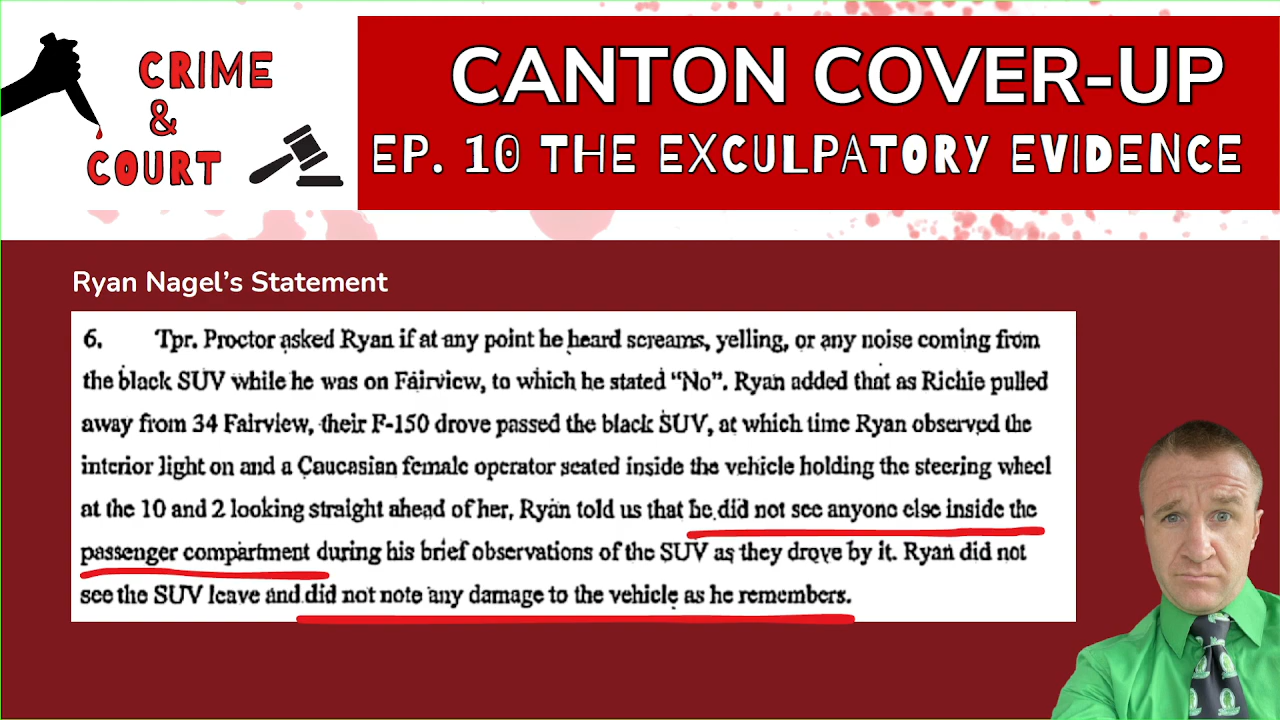 CRIME
&
COURT
CANTON COVER-UP
EP. 10 THE EXCULPATORY EVIDENCE
Ryan Nagel's Statement
6. Tpr. Proctor asked Ryan if at any point he heard screams, yelling, or any noise coming from
the black SUV while he was on Fairview, to which he stated “No”. Ryan added that as Richie pulled
away from 34 Fairview, their F-150 drove passed the black SUV, at which time Ryan observed the
interior light on and a Caucasian female operator seated inside the vehicle holding the steering wheel
at the 10 and 2 looking straight ahead of her. Ryan told us that he did not see anyone else inside the
passenger compartment during his brief observations of the SUV as they drove by it. Ryan did not
see the SUV leave and did not note any damage to the vehicle as he remembers.